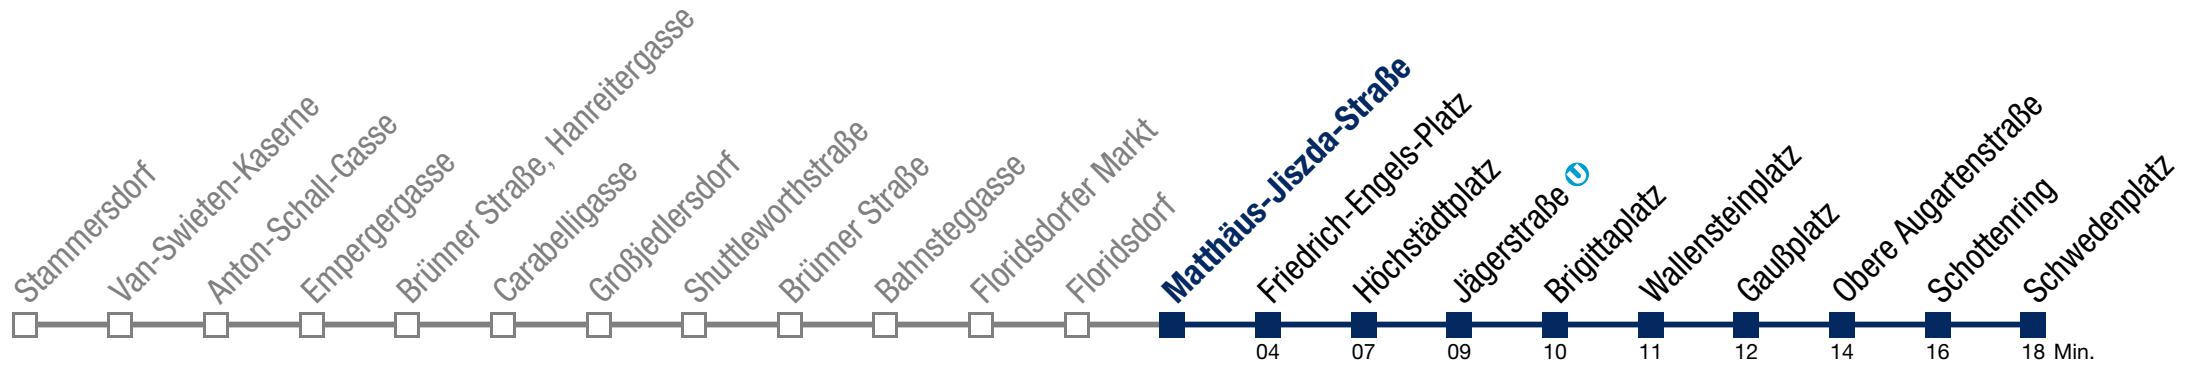 Stammersdorf
Van-Swieten-Kaserne
Anton-Schall-Gasse
Empergergasse
Brünner Straße, Hanreitergasse
Carabelligasse
Großjedlersdorf
Shuttleworthstraße
Brünner Straße
Bahnsteggasse
Floridsdorfer Markt
Floridsdorf
Matthäus-Jiszda-Straße
Friedrich-Engels-Platz
Höchstädtplatz
Jägerstraße U
Brigittaplatz
Wallensteinplatz
Gaußplatz
Obere Augartenstraße
Schottenring
Schwedenplatz
04 07 09 10 11 12 14 16 18 Min.